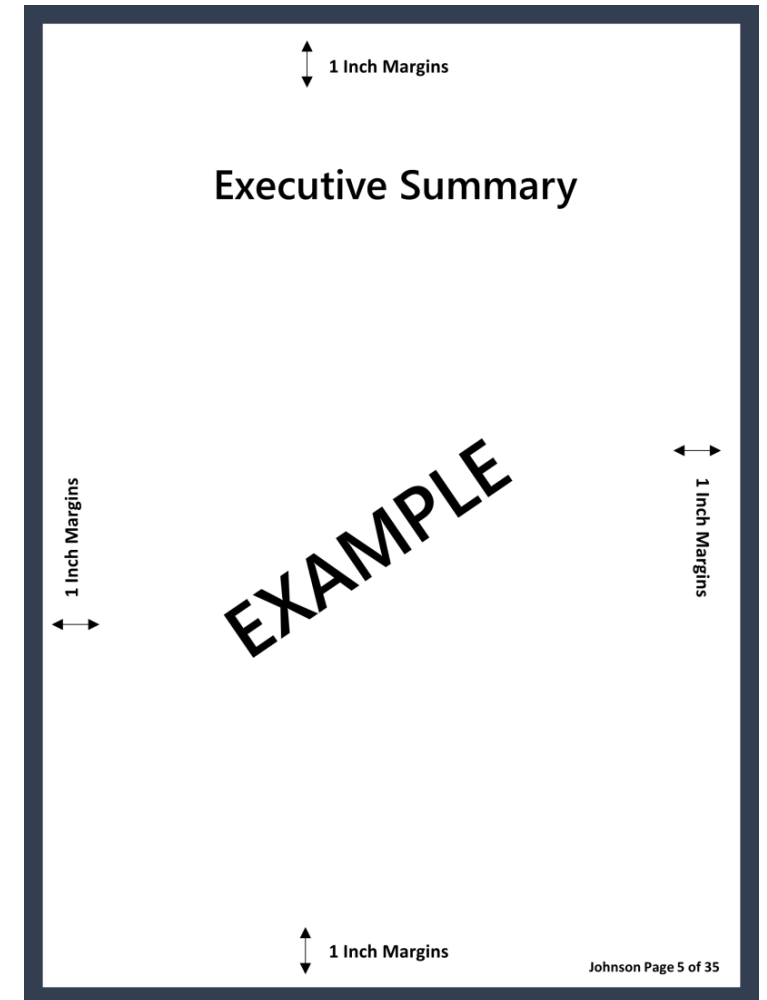 1 Inch Margins
Executive Summary
EXAMPLE
1 Inch Margins
1 Inch Margins
1 Inch Margins
Johnson Page 5 of 35